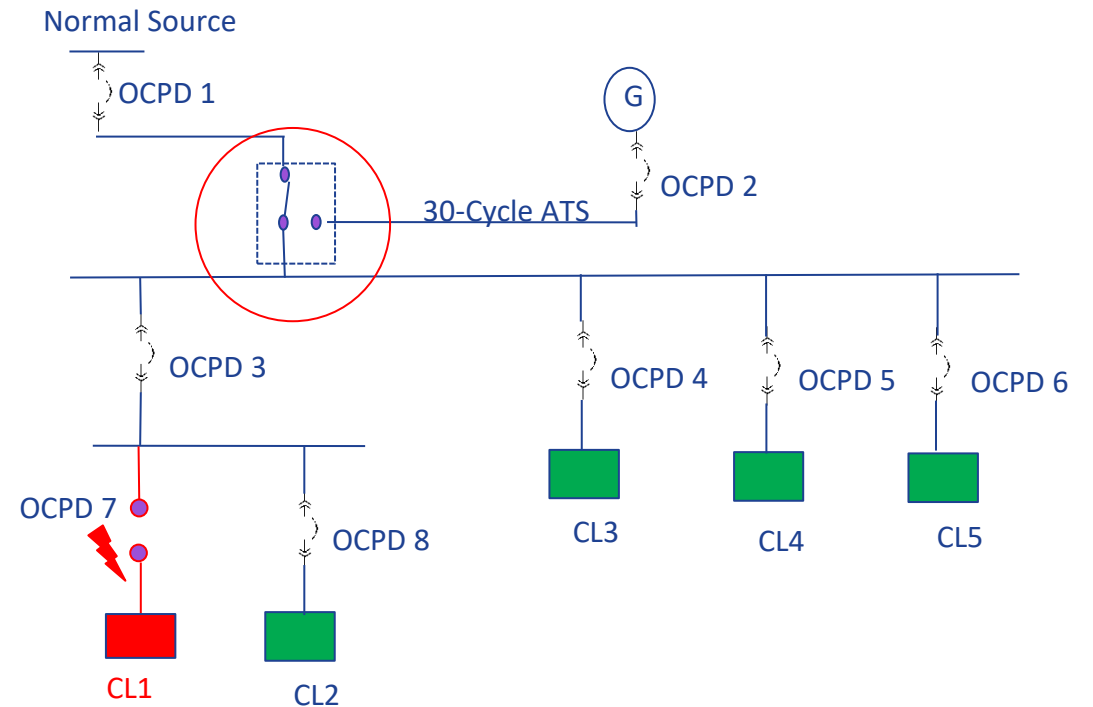 Normal Source
OCPD 1
G
OCPD 2
30-Cycle ATS
OCPD 3
OCPD 4
OCPD 5
OCPD 6
OCPD 7
OCPD 8
CL3
CL4
CL5
CL1
CL2